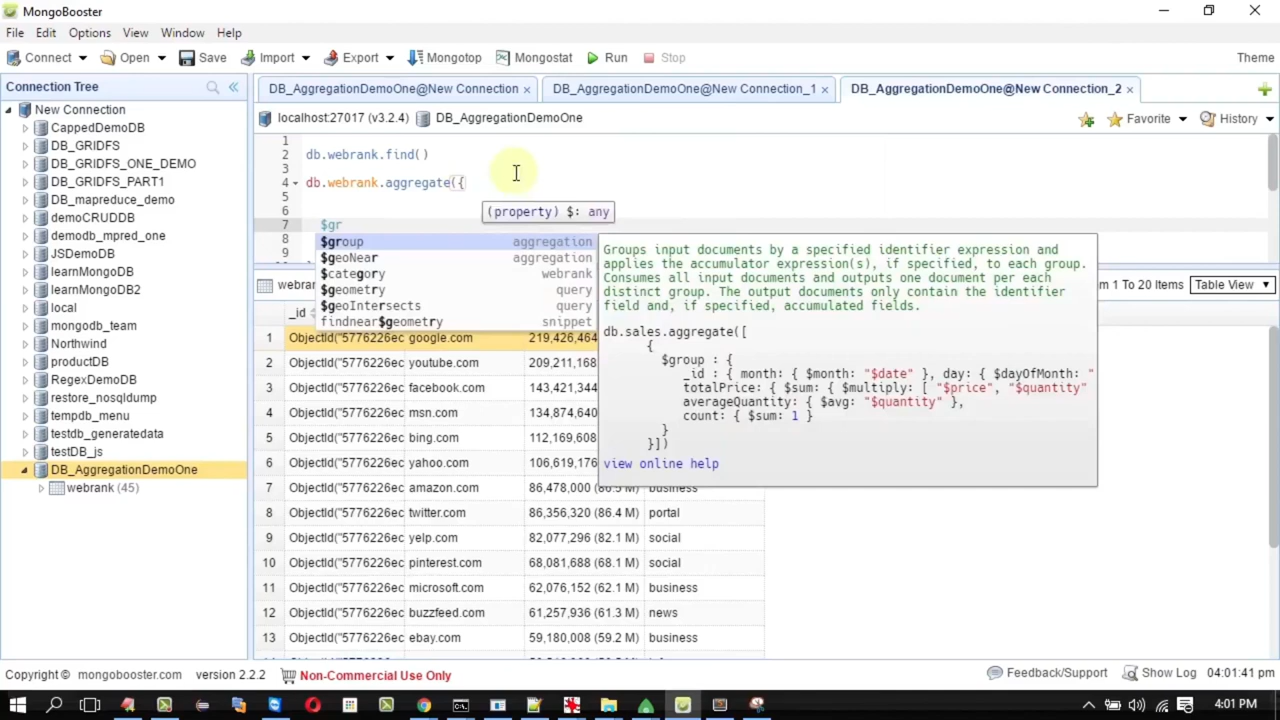 MongoBooster
File Edit Options View Window Help
Connect Open Save Import Export Mongotop Mongostat Run Stop Theme
Connection Tree
DB_AggregationDemoOne@New Connection × DB_AggregationDemoOne@New Connection_1 × DB_AggregationDemoOne@New Connection_2 ×
New Connection
CappedDemoDB
DB_GRIDFS
DB_GRIDFS_ONE_DEMO
DB_GRIDFS_PART1
DB_mapreduce_demo
demoCRUDDB
demodb_mpred_one
JSDemoDB
learnMongoDB
learnMongoDB2
local
mongodb_team
Northwind
productDB
RegexDemoDB
restore_nosqldump
tempdb_menu
testdb_generatedata
testDB_js
DB_AggregationDemoOne
webrank (45)
localhost:27017 (v3.2.4) DB_AggregationDemoOne Favorite History
1
2 db.webrank.find()
3
4 db.webrank.aggregate({
5
6
(property) $: any
7 $gr
8
9
$group aggregation
$geoNear aggregation
$category webrank
$geometry query
$geoIntersects query
findnear$geometry snippet
Groups input documents by a specified identifier expression and
applies the accumulator expression(s), if specified, to each group.
Consumes all input documents and outputs one document per each
distinct group. The output documents only contain the identifier
field and, if specified, accumulated fields.
db.sales.aggregate([
{
$group : {
_id : { month: { $month: "$date" }, day: { $dayOfMonth: "
totalPrice: { $sum: { $multiply: [ "$price", "$quantity"
averageQuantity: { $avg: "$quantity" },
count: { $sum: 1 }
}
}])
view online help
webran m 1 To 20 Items Table View
_id
1 ObjectId("5776226ec google.com 219,426,464
2 ObjectId("5776226ec youtube.com 209,211,168
3 ObjectId("5776226ec facebook.com 143,421,344
4 ObjectId("5776226ec msn.com 134,874,640
5 ObjectId("5776226ec bing.com 112,169,608
6 ObjectId("5776226ec yahoo.com 106,619,176
7 ObjectId("5776226ec amazon.com 86,478,000 (86.5 M) business
8 ObjectId("5776226ec twitter.com 86,356,320 (86.4 M) portal
9 ObjectId("5776226ec yelp.com 82,077,296 (82.1 M) social
10 ObjectId("5776226ec pinterest.com 68,081,688 (68.1 M) social
11 ObjectId("5776226ec microsoft.com 62,076,152 (62.1 M) business
12 ObjectId("5776226ec buzzfeed.com 61,257,936 (61.3 M) news
13 ObjectId("5776226ec ebay.com 59,180,008 (59.2 M) business
Copyright © mongobooster.com version 2.2.2 Non-Commercial Use Only Feedback/Support Show Log 04:01:41 pm
4:01 PM